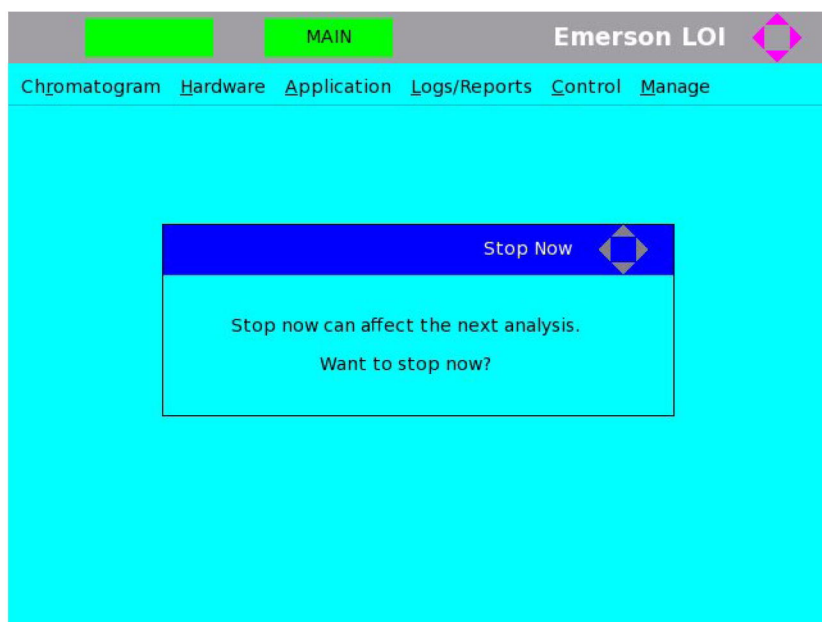 MAIN
Emerson LOI
Chromatogram Hardware Application Logs/Reports Control Manage
Stop Now
Stop now can affect the next analysis.
Want to stop now?